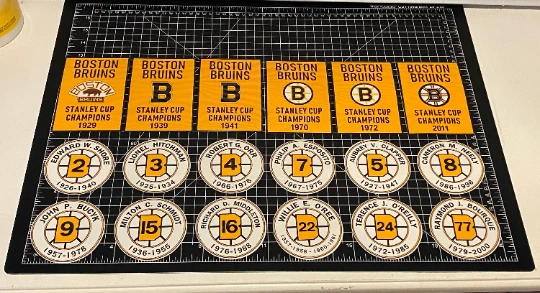 BOSTON
BRUINS
BOSTON
BRUINS
STANLEY CUP
CHAMPIONS
1929
BOSTON
BRUINS
B
STANLEY CUP
CHAMPIONS
1939
BOSTON
BRUINS
B
STANLEY CUP
CHAMPIONS
1941
BOSTON
BRUINS
B
STANLEY CUP
CHAMPIONS
1970
BOSTON
BRUINS
B
STANLEY CUP
CHAMPIONS
1972
BOSTON
BRUINS
B
STANLEY CUP
CHAMPIONS
2011
EDWARD W. SHORE
2
1926-1940
LIONEL HITCHMAN
3
1925-1934
ROBERT G. ORR
4
1966-1976
PHILIP A. ESPOSITO
7
1967-1975
AUBREY V. CLAPPER
5
1927-1947
CAMERON M. NEELY
8
1986-1996
JOHN P. BUCYK
9
1957-1978
MILTON C. SCHMIDT
15
1936-1955
RICHARD D. MIDDLETON
16
1976-1988
WILLIE E. O'REE
22
TERENCE J. O'REILLY
24
1972-1985
RAYMOND J. BOURQUE
77
1979-2000